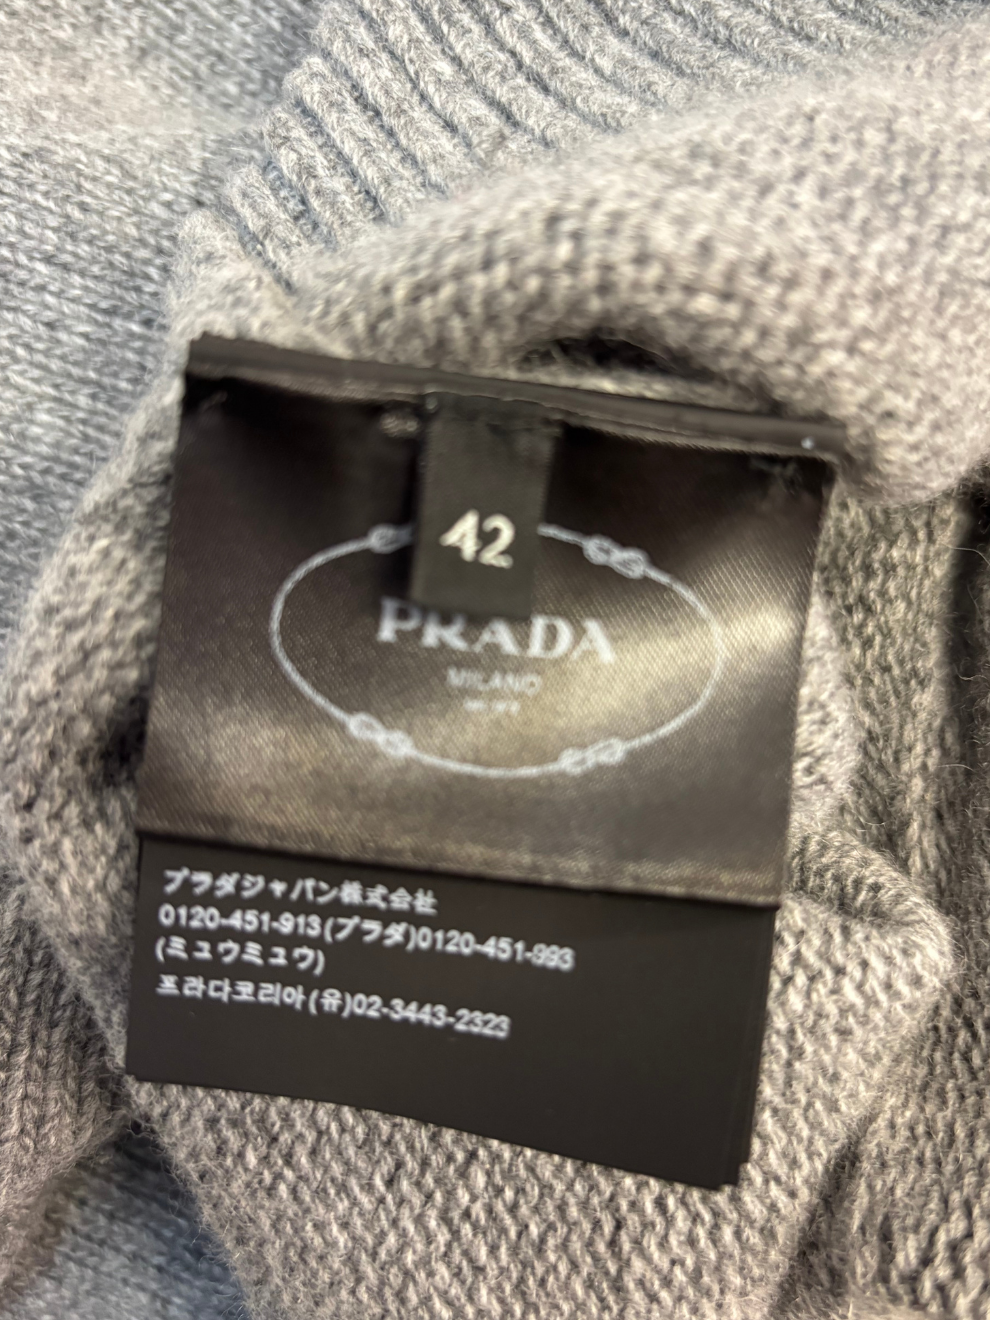 42
PRADA
MILANO
プラダジャパン株式会社
0120-451-913(プラダ)0120-451-993
(ミュウミュウ)
프라다코리아(유)02-3443-2323